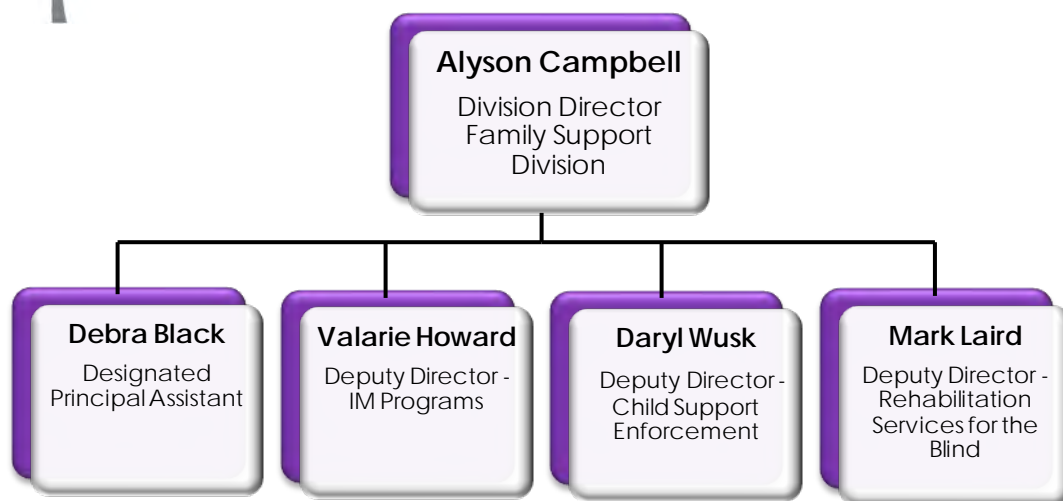 Alyson Campbell
Division Director
Family Support
Division
Debra Black
Designated
Principal Assistant
Valarie Howard
Deputy Director -
IM Programs
Daryl Wusk
Deputy Director -
Child Support
Enforcement
Mark Laird
Deputy Director -
Rehabilitation
Services for the
Blind